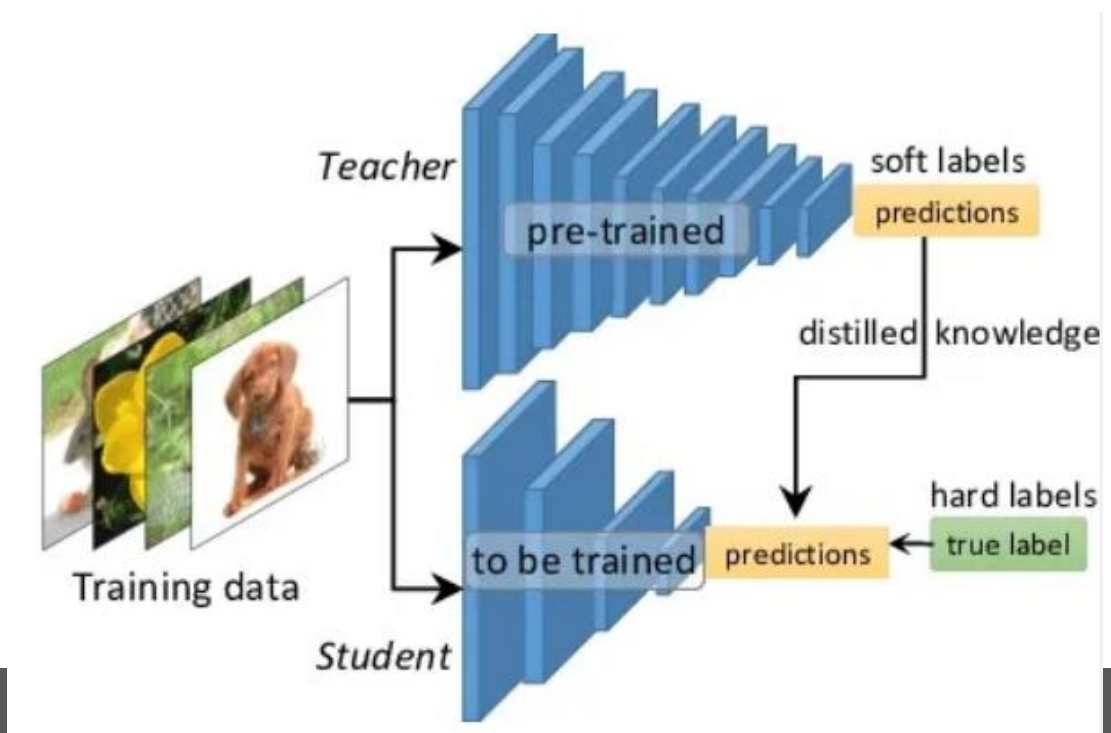 Teacher
pre-trained
soft labels
predictions
distilled knowledge
Training data
to be trained
predictions
hard labels
true label
Student